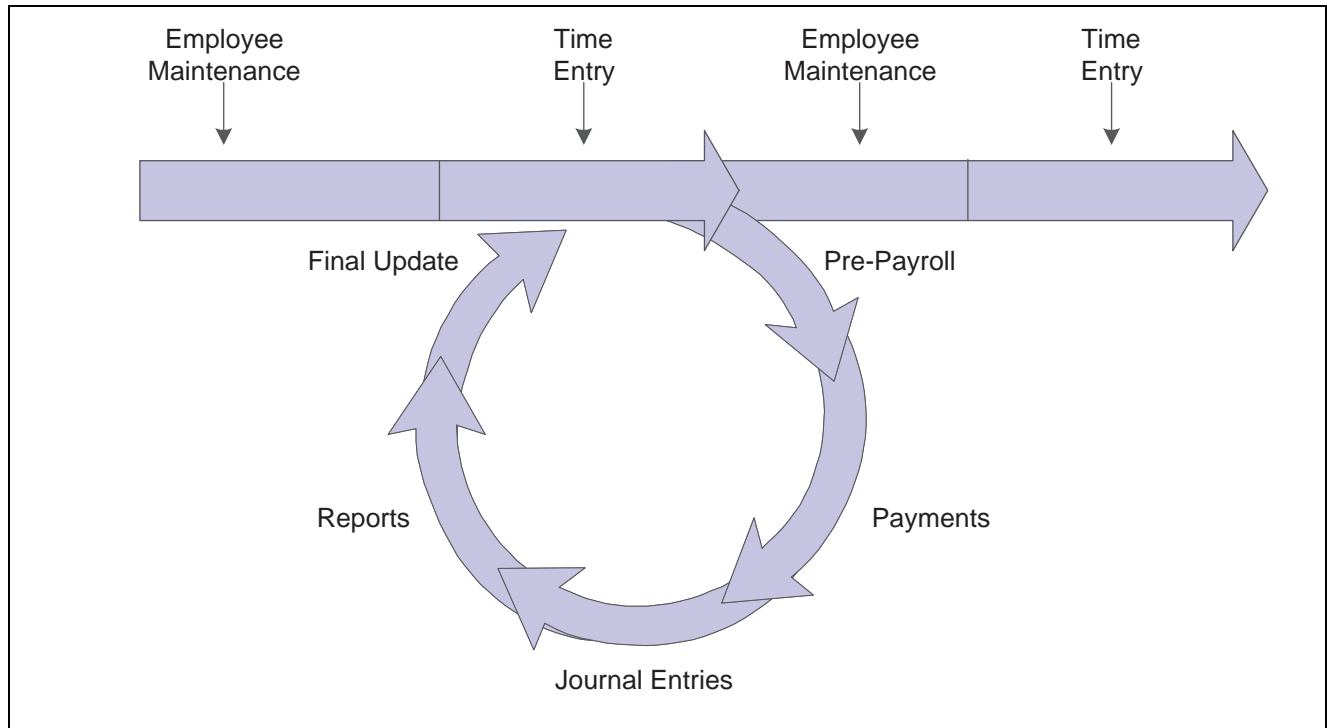 Employee
Maintenance
Time
Entry
Employee
Maintenance
Time
Entry
Final Update
Pre-Payroll
Reports
Payments
Journal Entries